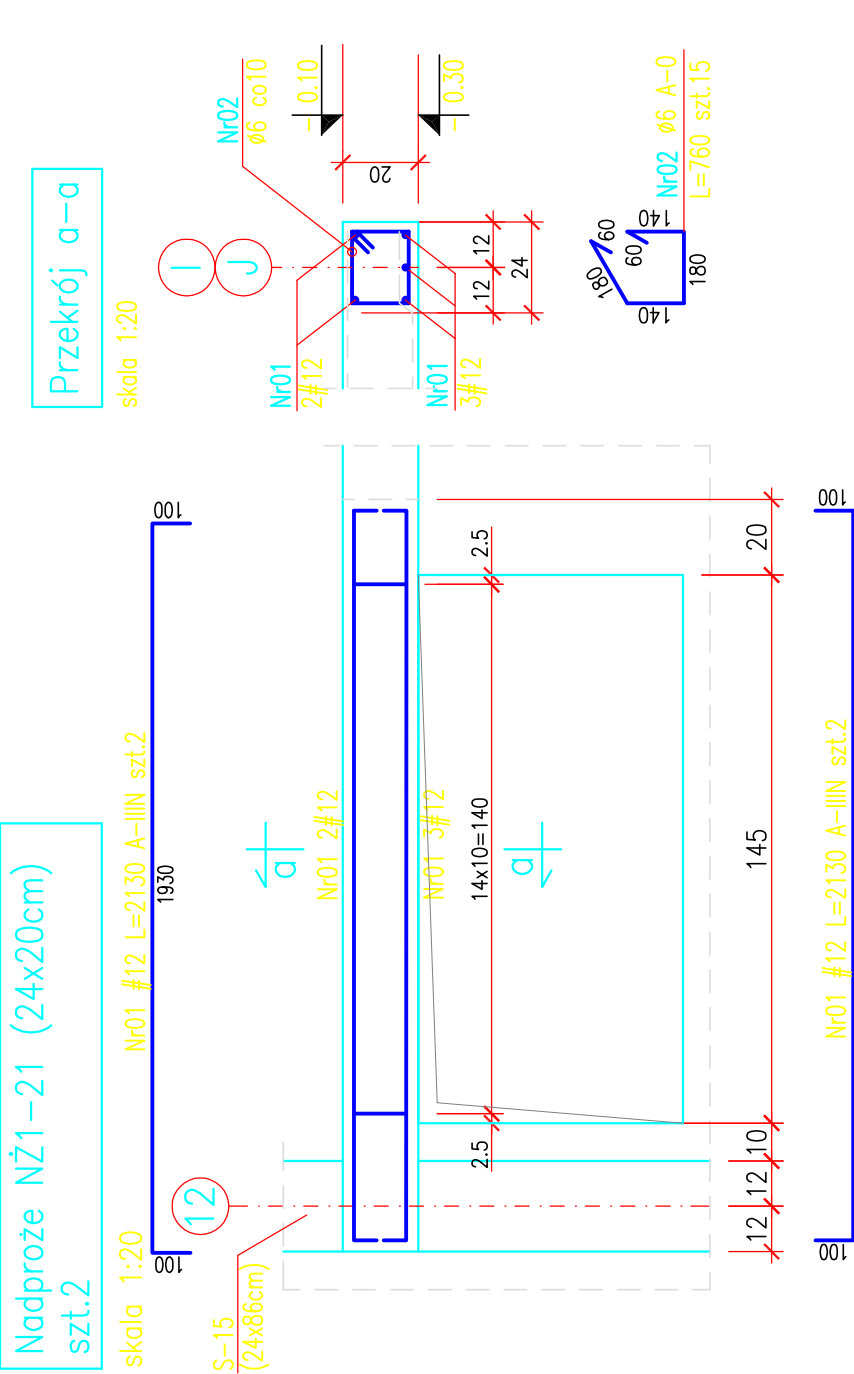 Nadproże NŻ1-21 (24x20cm)
szt.2
skala 1:20
Nr01 #12 L=2130 A-IIIN szt.2
100
1930
100
S-15
(24x86cm)
12
a
Nr01 2#12
Nr01 3#12
a
2.5
14x10=140
2.5
12
12
10
145
20
Nr01 #12 L=2130 A-IIIN szt.2
100
100
Przekrój a-a
skala 1:20
I
J
Nr02
ø6 co10
Nr01
2#12
Nr01
3#12
- 0.10
- 0.30
20
12
12
24
180
60
60
140
140
180
Nr02 ø6 A-0
L=760 szt.15